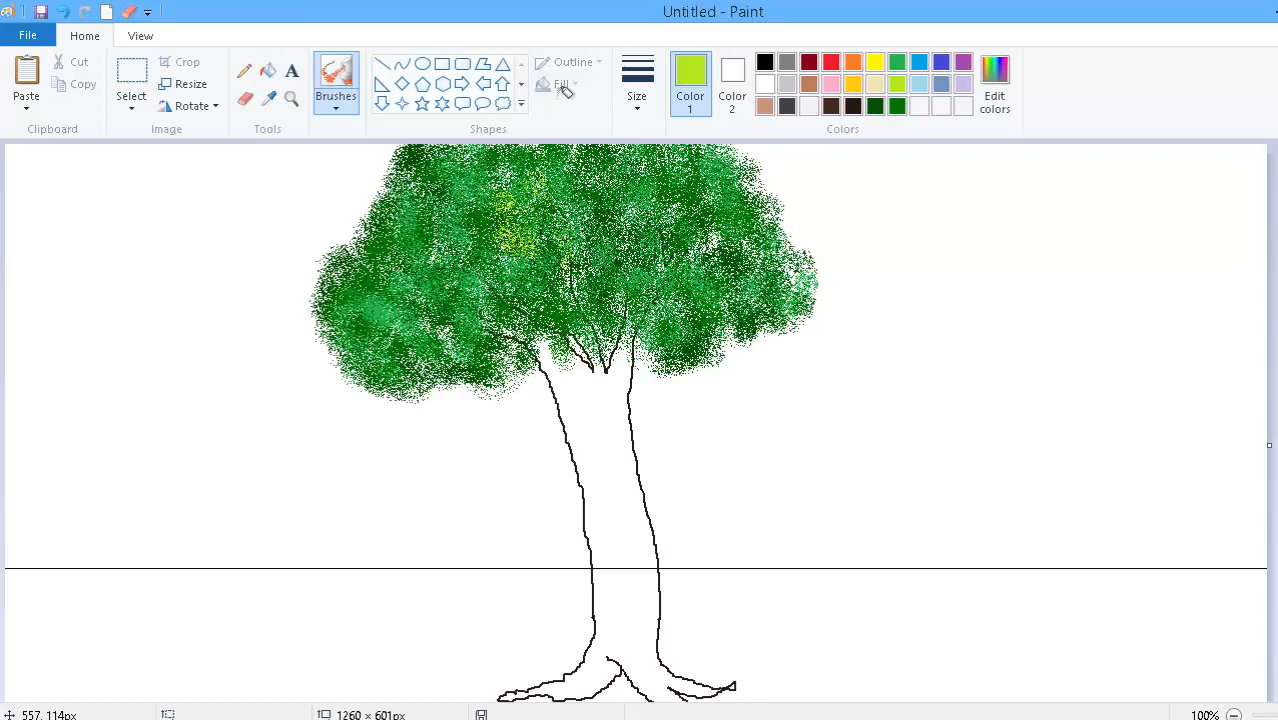 Untitled - Paint
File
Home
View
Paste
Cut
Copy
Clipboard
Select
Crop
Resize
Rotate
Image
A
Tools
Brushes
Shapes
Outline
Fill
Size
Color
1
Color
2
Edit
colors
Colors
557, 114px
1260 × 601px
100%